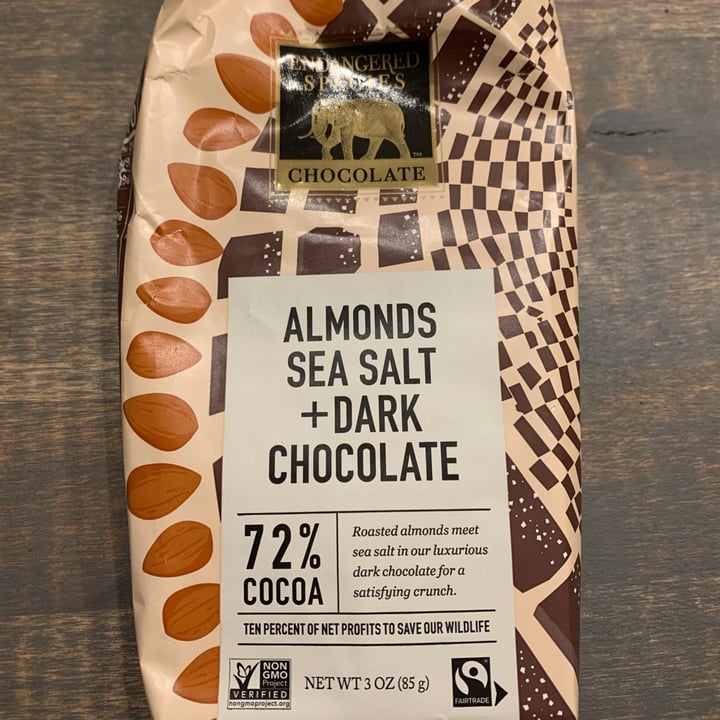 ENDANGERED
SPECIES
™
CHOCOLATE
ALMONDS
SEA SALT
+DARK
CHOCOLATE
72%
COCOA
Roasted almonds meet
sea salt in our luxurious
dark chocolate for a
satisfying crunch.
TEN PERCENT OF NET PROFITS TO SAVE OUR WILDLIFE
NON
GMO
Project
VERIFIED
nongmoproject.org
NET WT 3 OZ (85 g)
FAIRTRADE